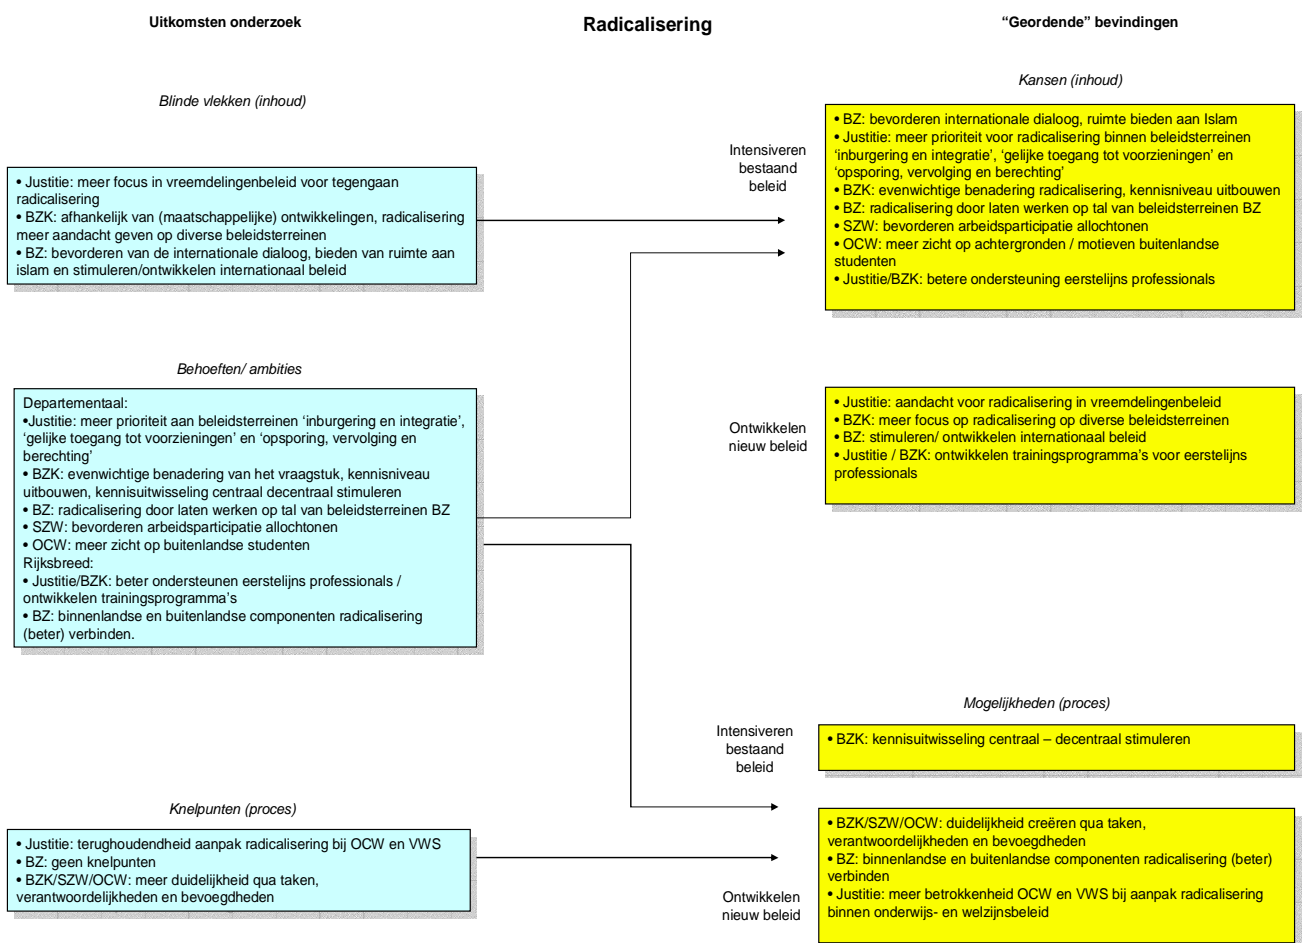 Uitkomsten onderzoek
Radicalisering
“Geordende” bevindingen
Blinde vlekken (inhoud)
• Justitie: meer focus in vreemdelingenbeleid voor tegengaan
radicalisering
• BZK: afhankelijk van (maatschappelijke) ontwikkelingen, radicalisering
meer aandacht geven op diverse beleidsterreinen
• BZ: bevorderen van de internationale dialoog, bieden van ruimte aan
islam en stimuleren/ontwikkelen internationaal beleid
Behoeften/ ambities
Departementaal:
•Justitie: meer prioriteit aan beleidsterreinen ‘inburgering en integratie’,
‘gelijke toegang tot voorzieningen’ en ‘opsporing, vervolging en
berechting’
• BZK: evenwichtige benadering van het vraagstuk, kennisniveau
uitbouwen, kennisuitwisseling centraal decentraal stimuleren
• BZ: radicalisering door laten werken op tal van beleidsterreinen BZ
• SZW: bevorderen arbeidsparticipatie allochtonen
• OCW: meer zicht op buitenlandse studenten
Rijksbreed:
• Justitie/BZK: beter ondersteunen eerstelijns professionals /
ontwikkelen trainingsprogramma’s
• BZ: binnenlandse en buitenlandse componenten radicalisering
(beter) verbinden.
Knelpunten (proces)
• Justitie: terughoudendheid aanpak radicalisering bij OCW en VWS
• BZ: geen knelpunten
• BZK/SZW/OCW: meer duidelijkheid qua taken,
verantwoordelijkheden en bevoegdheden
Intensiveren
bestaand
beleid
Ontwikkelen
nieuw beleid
Intensiveren
bestaand
beleid
Ontwikkelen
nieuw beleid
Kansen (inhoud)
• BZ: bevorderen internationale dialoog, ruimte bieden aan Islam
• Justitie: meer prioriteit voor radicalisering binnen beleidsterreinen
‘inburgering en integratie’, ‘gelijke toegang tot voorzieningen’ en
‘opsporing, vervolging en berechting’
• BZK: evenwichtige benadering radicalisering, kennisniveau uitbouwen
• BZ: radicalisering door laten werken op tal van beleidsterreinen BZ
• SZW: bevorderen arbeidsparticipatie allochtonen
• OCW: meer zicht op achtergronden / motieven buitenlandse
studenten
• Justitie/BZK: betere ondersteuning eerstelijns professionals
• Justitie: aandacht voor radicalisering in vreemdelingenbeleid
• BZK: meer focus op radicalisering op diverse beleidsterreinen
• BZ: stimuleren/ ontwikkelen internationaal beleid
• Justitie / BZK: ontwikkelen trainingsprogramma’s voor eerstelijns
professionals
Mogelijkheden (proces)
• BZK: kennisuitwisseling centraal – decentraal stimuleren
• BZK/SZW/OCW: duidelijkheid creëren qua taken,
verantwoordelijkheden en bevoegdheden
• BZ: binnenlandse en buitenlandse componenten radicalisering (beter)
verbinden
• Justitie: meer betrokkenheid OCW en VWS bij aanpak radicalisering
binnen onderwijs- en welzijnsbeleid